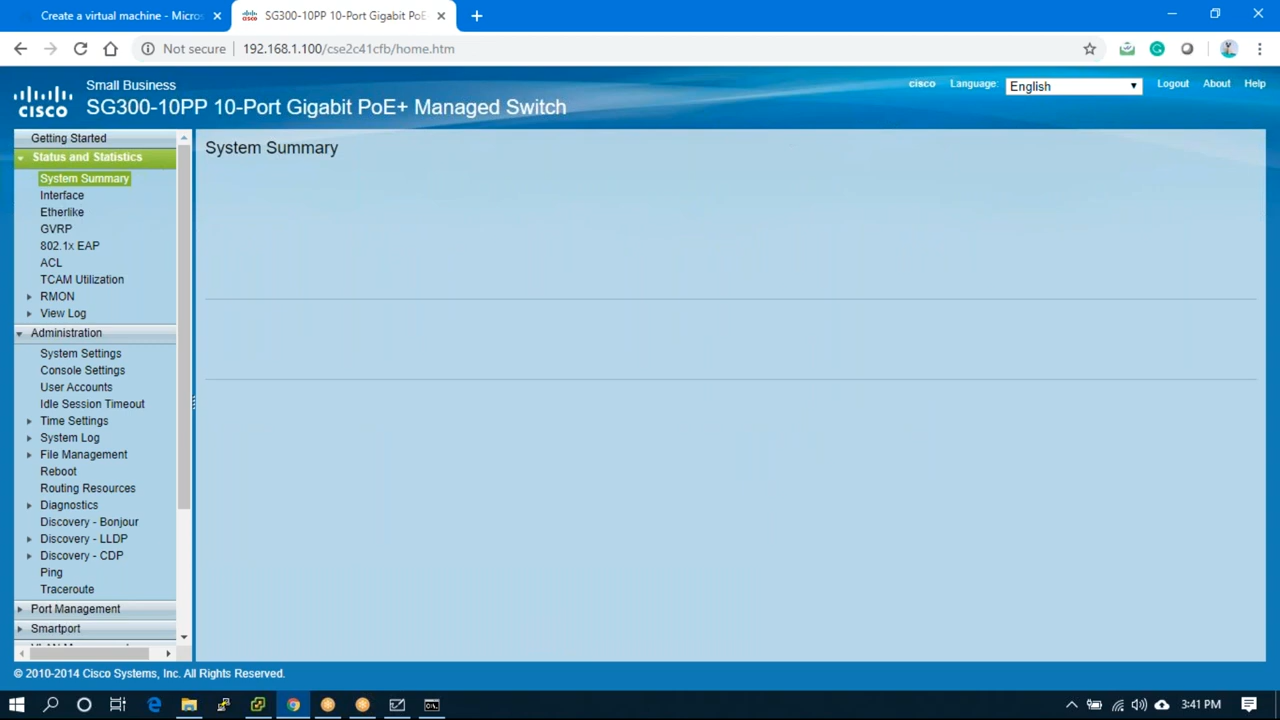 Create a virtual machine - Micros
SG300-10PP 10-Port Gigabit PoE
Not secure
192.168.1.100/cse2c41cfb/home.htm
cisco
Small Business
SG300-10PP 10-Port Gigabit PoE+ Managed Switch
cisco
Language:
English
Logout
About
Help
Getting Started
Status and Statistics
System Summary
Interface
Etherlike
GVRP
802.1x EAP
ACL
TCAM Utilization
RMON
View Log
Administration
System Settings
Console Settings
User Accounts
Idle Session Timeout
Time Settings
System Log
File Management
Reboot
Routing Resources
Diagnostics
Discovery - Bonjour
Discovery - LLDP
Discovery - CDP
Ping
Traceroute
Port Management
Smartport
System Summary
© 2010-2014 Cisco Systems, Inc. All Rights Reserved.
3:41 PM